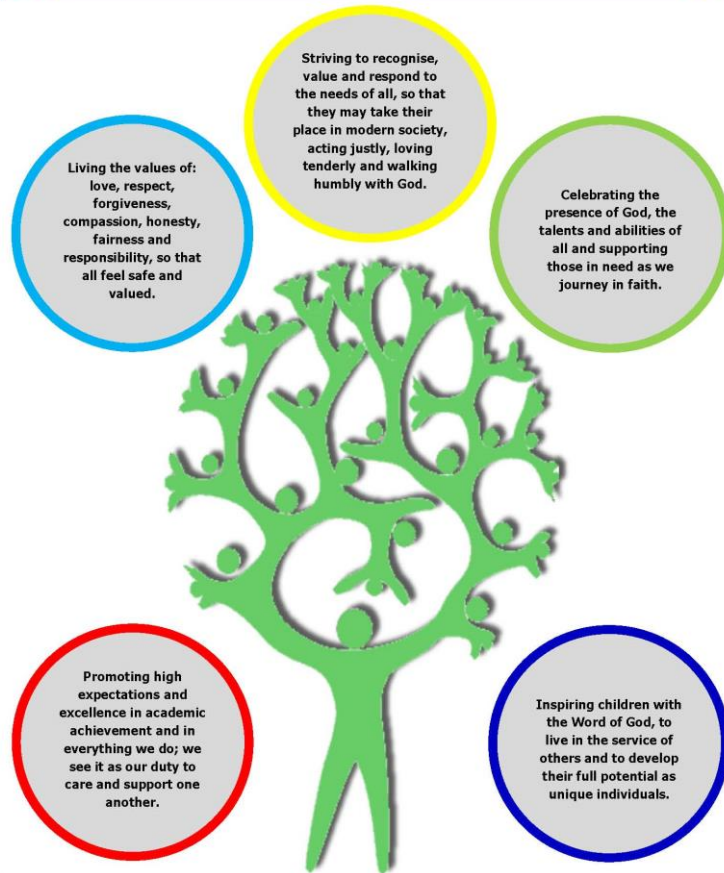 Striving to recognise,
value and respond to
the needs of all, so that
they may take their
place in modern society,
acting justly, loving
tenderly and walking
humbly with God.
Living the values of:
love, respect,
forgiveness,
compassion, honesty,
fairness and
responsibility, so that
all feel safe and
valued.
Celebrating the
presence of God, the
talents and abilities of
all and supporting
those in need as we
journey in faith.
Promoting high
expectations and
excellence in academic
achievement and in
everything we do; we
see it as our duty to
care and support one
another.
Inspiring children with
the Word of God, to
live in the service of
others and to develop
their full potential as
unique individuals.